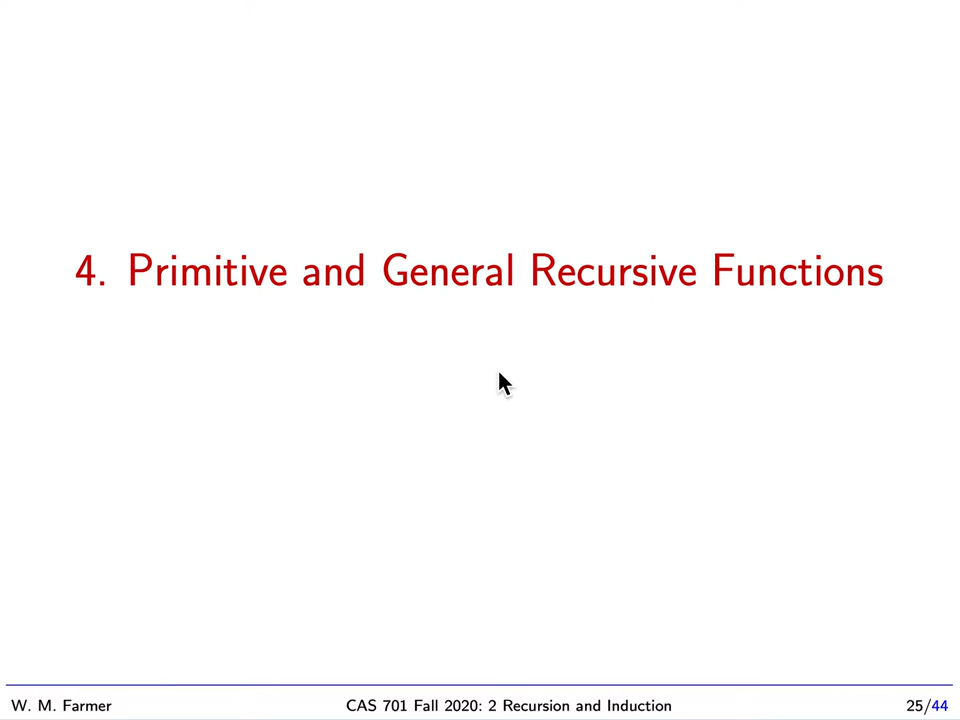 4. Primitive and General Recursive Functions
W. M. Farmer CAS 701 Fall 2020: 2 Recursion and Induction 25/44